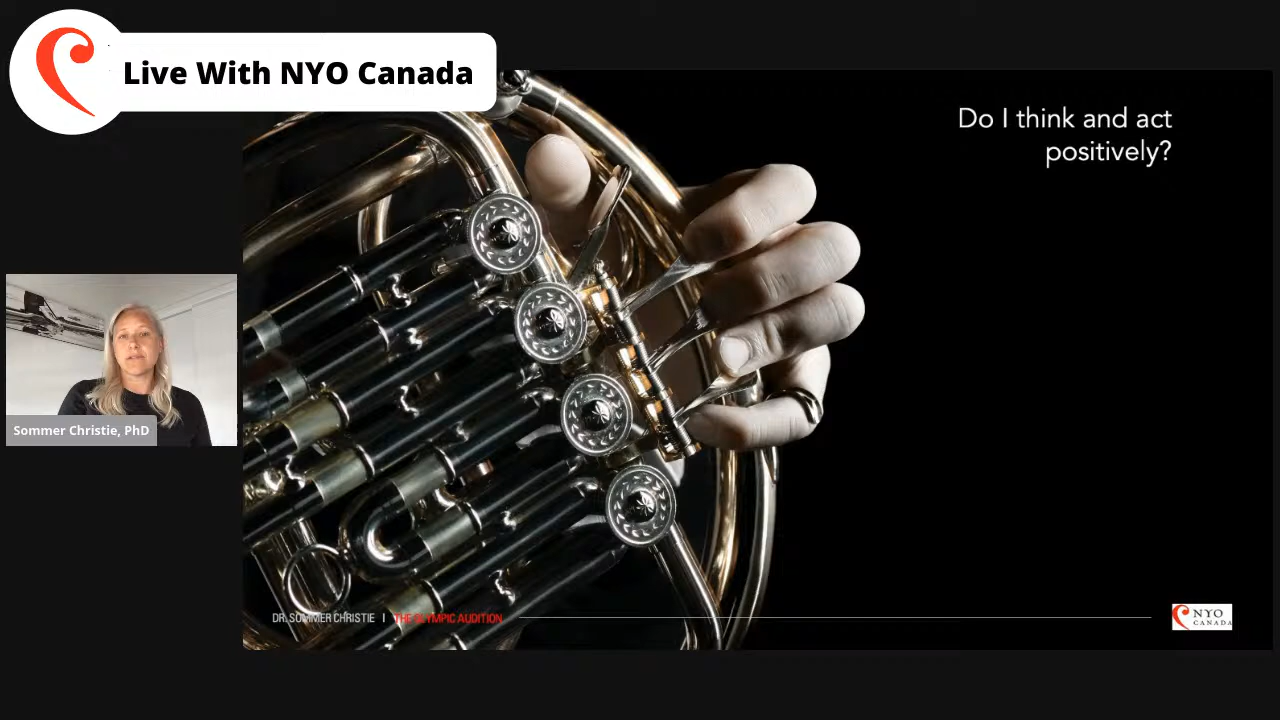 Live With NYO Canada
Do I think and act
positively?
Sommer Christie, PhD
DR. SOMMER CHRISTIE | THE OLYMPIC AUDITION
NYO
CANADA